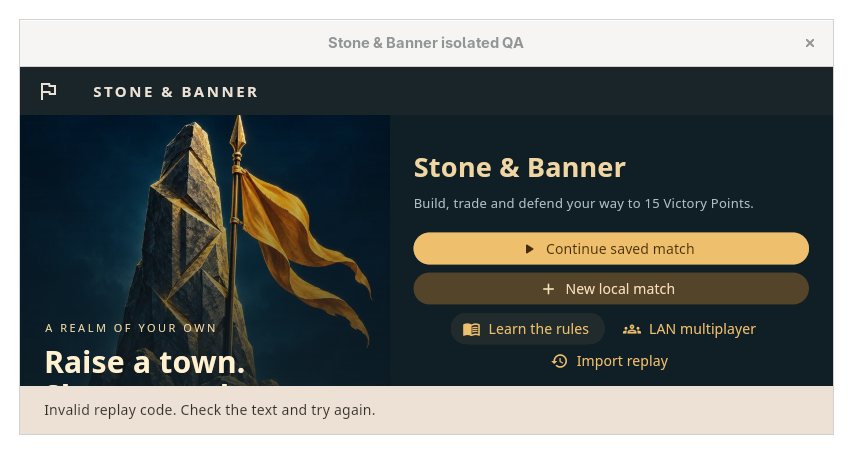 Stone & Banner isolated QA
STONE & BANNER
A REALM OF YOUR OWN
Raise a town.
Stone & Banner
Build, trade and defend your way to 15 Victory Points.
Continue saved match
New local match
Learn the rules
LAN multiplayer
Import replay
Invalid replay code. Check the text and try again.